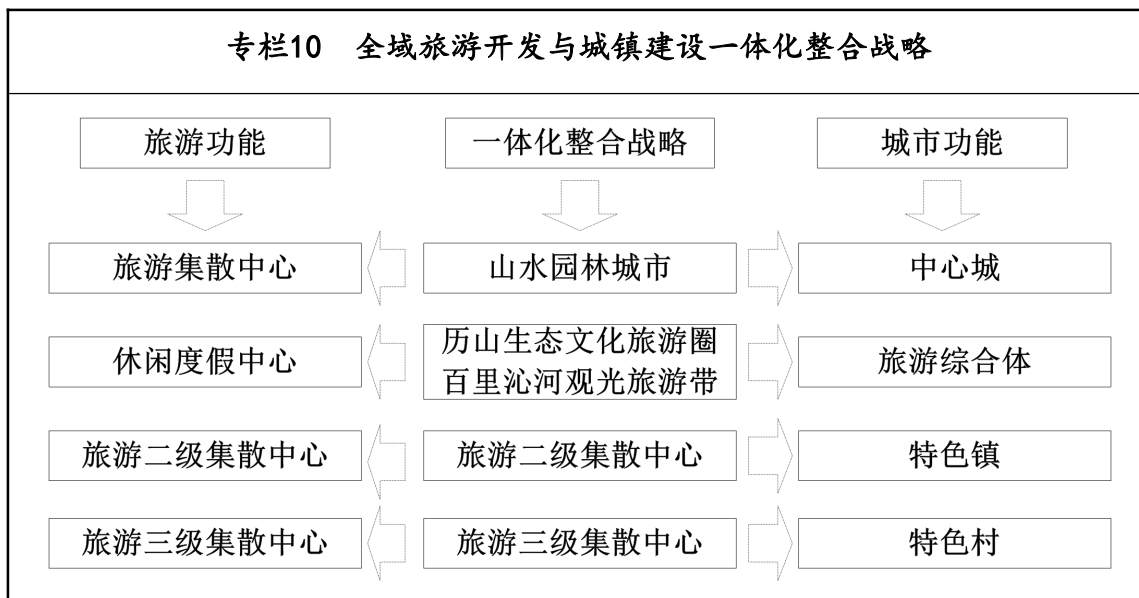 专栏10 全域旅游开发与城镇建设一体化整合战略
旅游功能 一体化整合战略 城市功能
旅游集散中心 山水园林城市 中心城
休闲度假中心 历山生态文化旅游圈 旅游综合体
百里沁河观光旅游带
旅游二级集散中心 旅游二级集散中心 特色镇
旅游三级集散中心 旅游三级集散中心 特色村